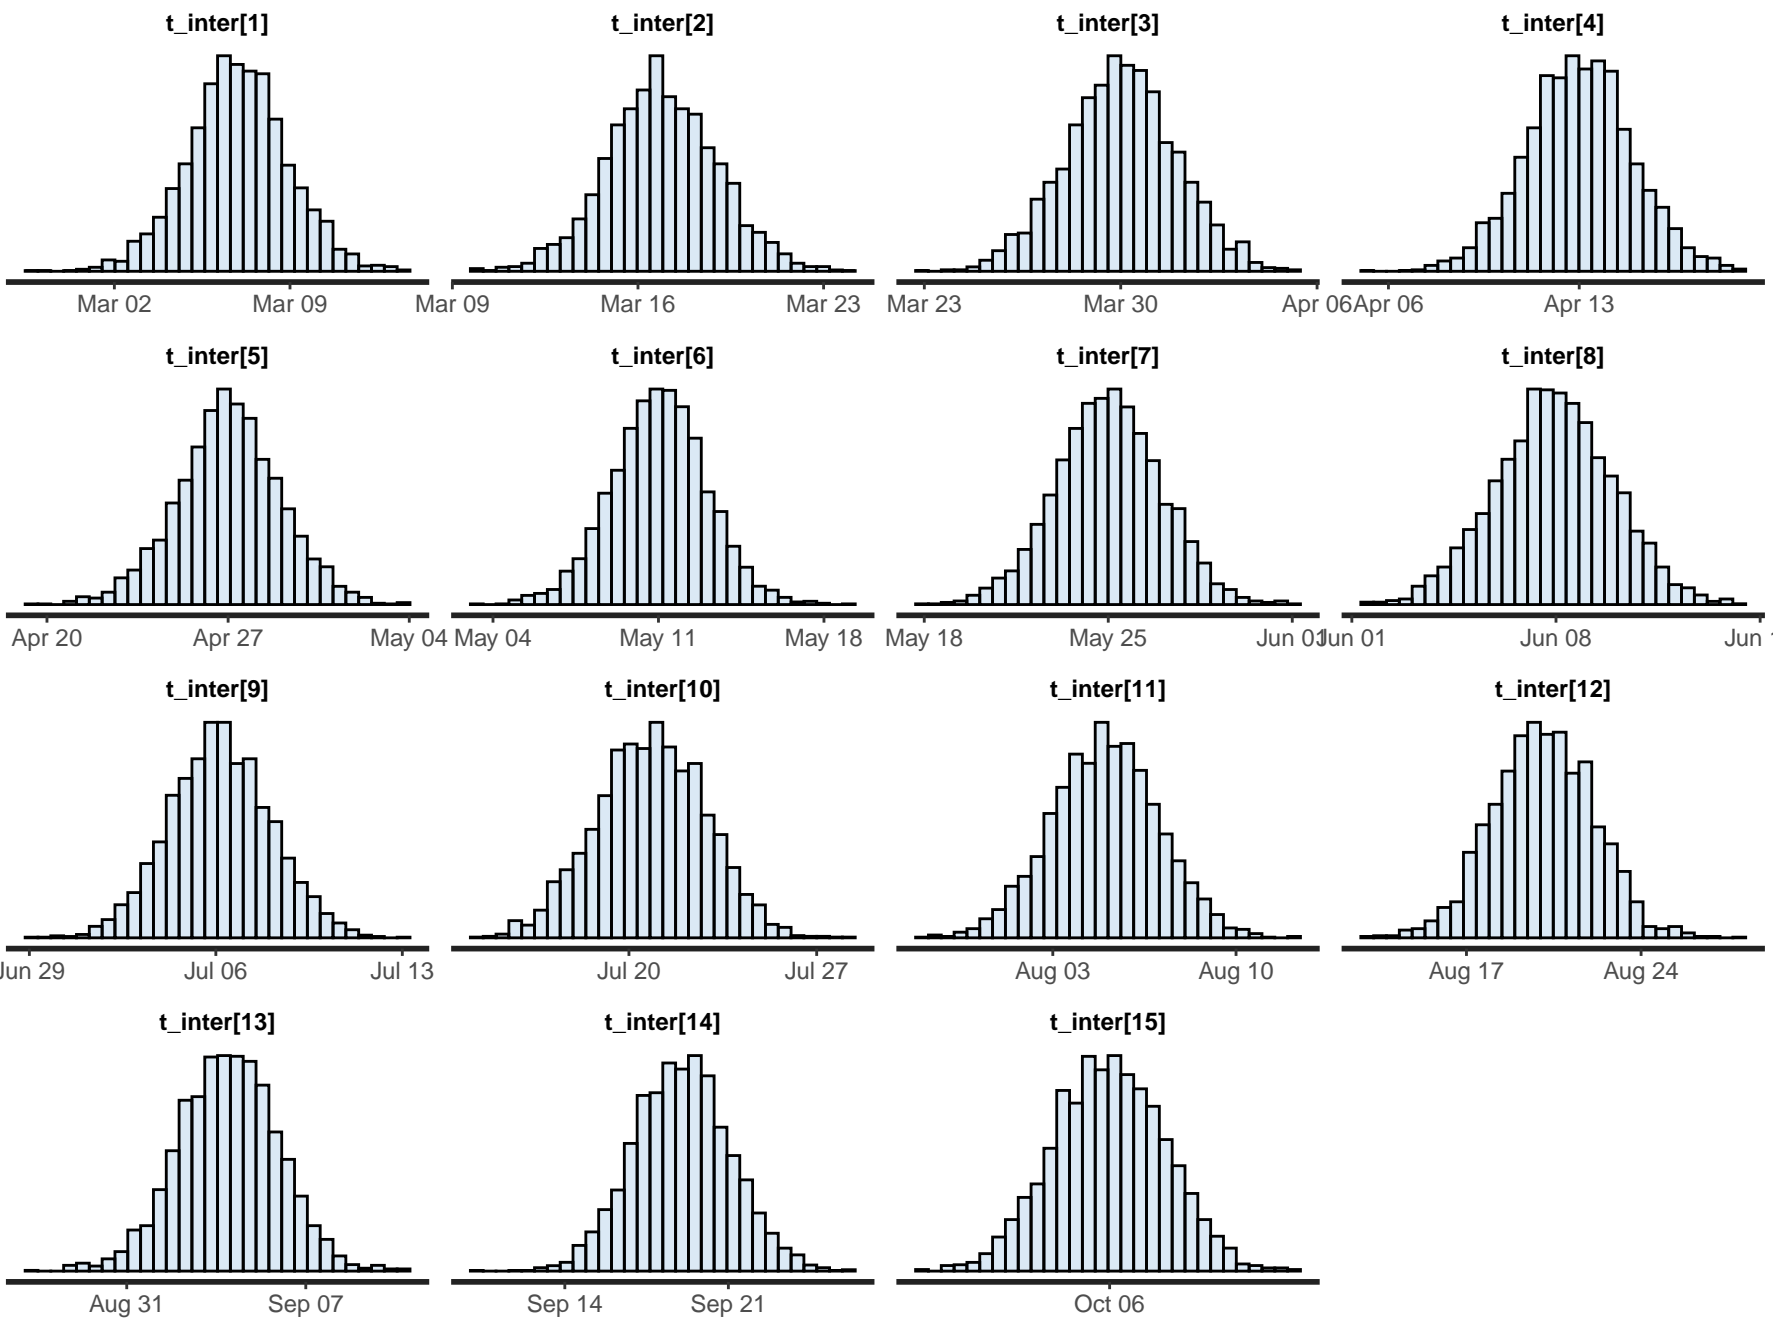 t_inter[1] t_inter[2] t_inter[3] t_inter[4]
Mar 02 Mar 09 Mar 09 Mar 16 Mar 23 Mar 23 Mar 30 Apr 06 Apr 06 Apr 13
t_inter[5] t_inter[6] t_inter[7] t_inter[8]
Apr 20 Apr 27 May 04 May 04 May 11 May 18 May 18 May 25 Jun 01 Jun 01 Jun 08 Jun
t_inter[9] t_inter[10] t_inter[11] t_inter[12]
Jun 29 Jul 06 Jul 13 Jul 20 Jul 27 Aug 03 Aug 10 Aug 17 Aug 24
t_inter[13] t_inter[14] t_inter[15]
Aug 31 Sep 07 Sep 14 Sep 21 Oct 06